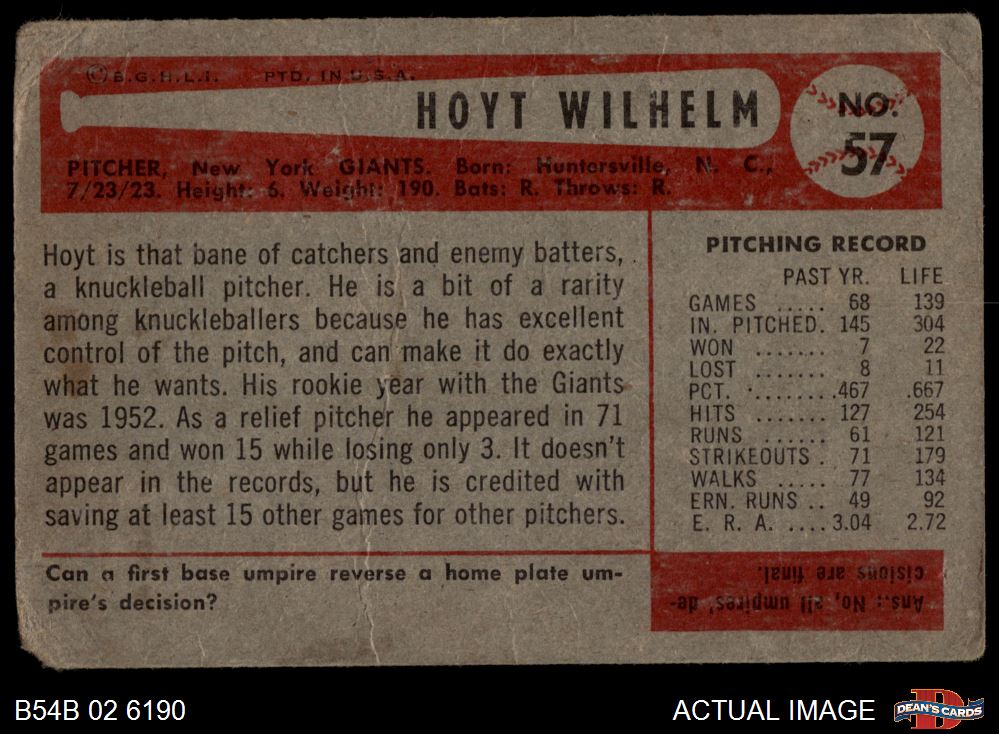 © B.G.H.L.I. PTD. IN U.S.A.
HOYT WILHELM
NO.
57
PITCHER, New York GIANTS. Born: Huntersville, N. C.,
7/23/23. Height: 6. Weight: 190. Bats: R. Throws: R.
Hoyt is that bane of catchers and enemy batters,
a knuckleball pitcher. He is a bit of a rarity
among knuckleballers because he has excellent
control of the pitch, and can make it do exactly
what he wants. His rookie year with the Giants
was 1952. As a relief pitcher he appeared in 71
games and won 15 while losing only 3. It doesn't
appear in the records, but he is credited with
saving at least 15 other games for other pitchers.
PITCHING RECORD
PAST YR. LIFE
GAMES ..... 68 139
IN. PITCHED. 145 304
WON ....... 7 22
LOST ....... 8 11
PCT. ........ .467 .667
HITS ....... 127 254
RUNS ...... 61 121
STRIKEOUTS . 71 179
WALKS ..... 77 134
ERN. RUNS .. 49 92
E. R. A. .... 3.04 2.72
Can a first base umpire reverse a home plate um-
pire's decision?
Ans.: No, all umpires' de-
cisions are final.
B54B 02 6190
ACTUAL IMAGE
DEAN'S CARDS